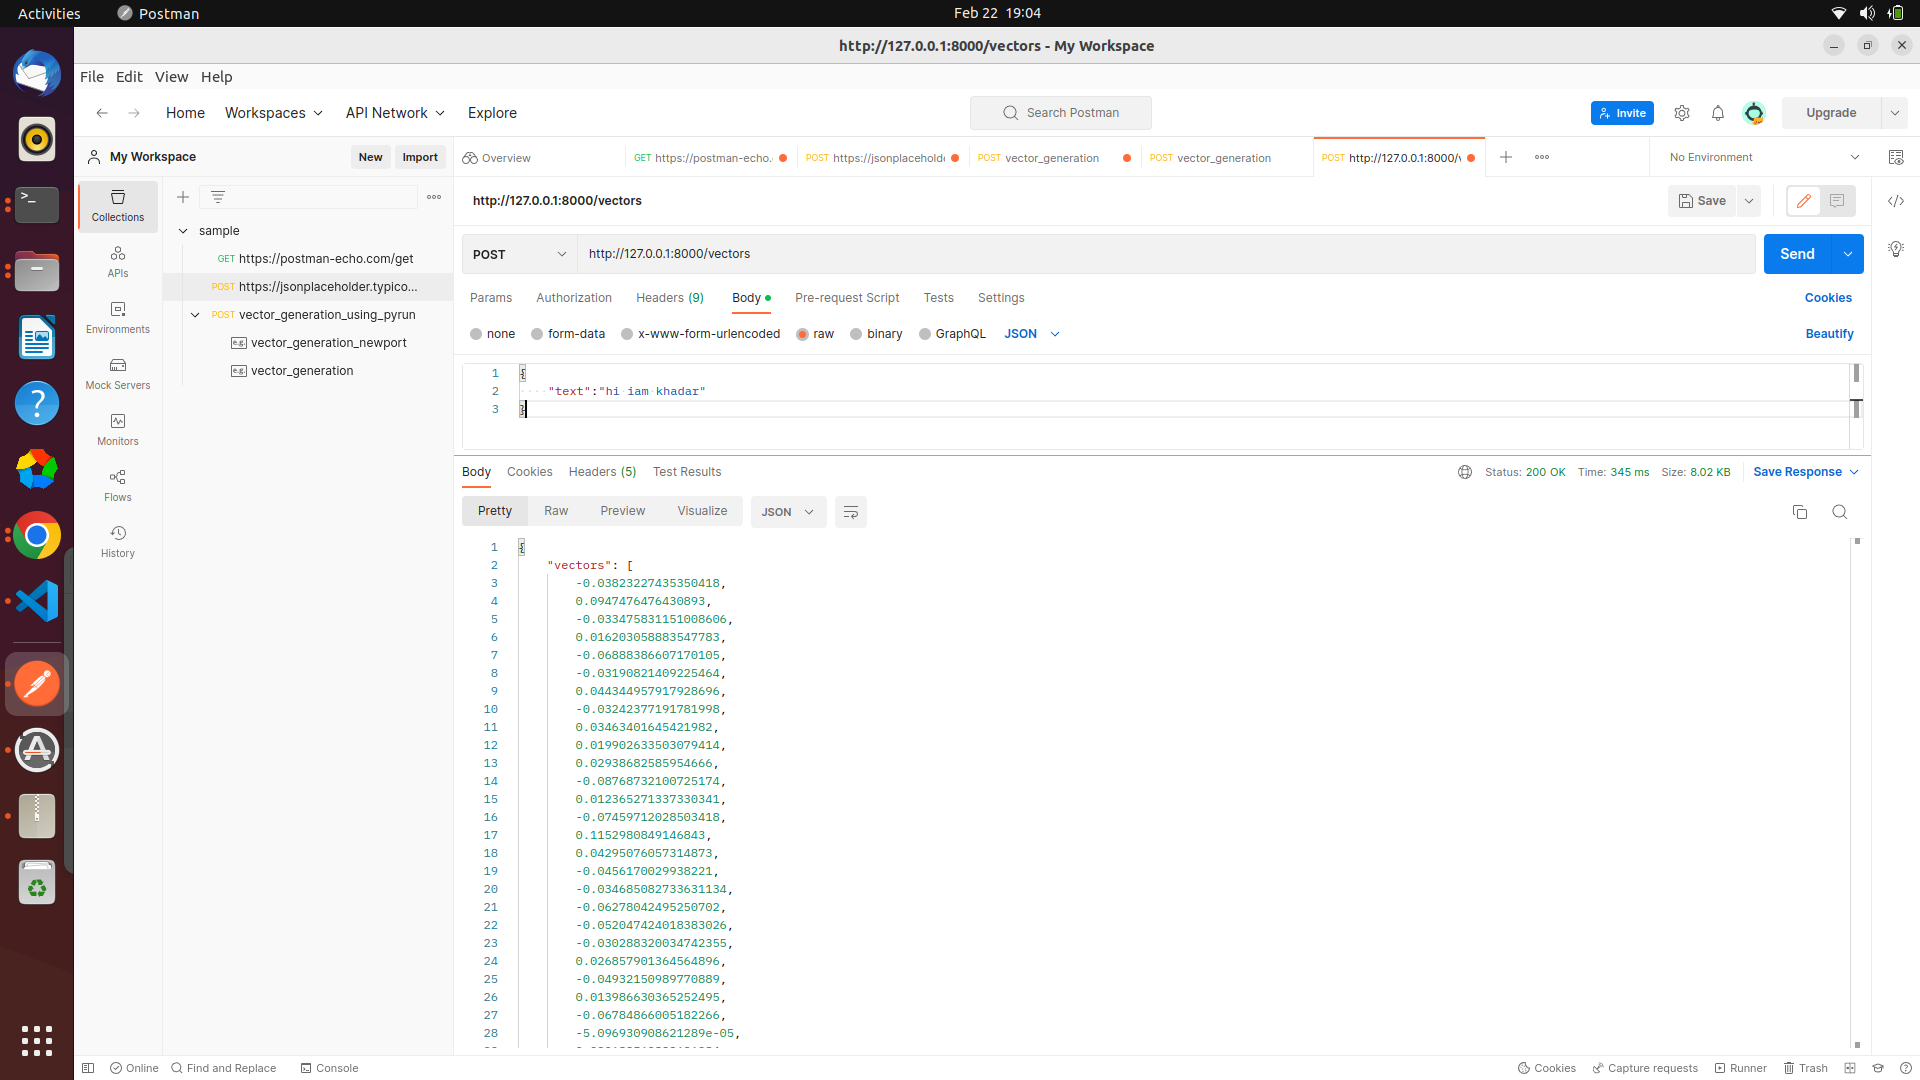 Activities
Postman
Feb 22 19:04
http://127.0.0.1:8000/vectors - My Workspace
File Edit View Help
Home Workspaces API Network Explore
Search Postman
Invite
Upgrade
My Workspace
New
Import
Overview
GET https://postman-echo.
POST https://jsonplacehold
POST vector_generation
POST vector_generation
POST http://127.0.0.1:8000/
No Environment
Collections
APIs
Environments
Mock Servers
Monitors
Flows
History
sample
GET https://postman-echo.com/get
POST https://jsonplaceholder.typico...
POST vector_generation_using_pyrun
e.g. vector_generation_newport
e.g. vector_generation
http://127.0.0.1:8000/vectors
Save
POST
http://127.0.0.1:8000/vectors
Send
Params Authorization Headers (9) Body Pre-request Script Tests Settings
Cookies
none form-data x-www-form-urlencoded raw binary GraphQL JSON
Beautify
1 {
2 "text":"hi iam khadar"
3 }
Body Cookies Headers (5) Test Results
Status: 200 OK Time: 345 ms Size: 8.02 KB
Save Response
Pretty Raw Preview Visualize JSON
1 {
2 "vectors": [
3 -0.03823227435350418,
4 0.0947476476430893,
5 -0.033475831151008606,
6 0.016203058883547783,
7 -0.06888386607170105,
8 -0.03190821409225464,
9 0.044344957917928696,
10 -0.03242377191781998,
11 0.03463401645421982,
12 0.019902633503079414,
13 0.02938682585954666,
14 -0.08768732100725174,
15 0.012365271337330341,
16 -0.07459712028503418,
17 0.1152980849146843,
18 0.04295076057314873,
19 -0.0456170029938221,
20 -0.034685082733631134,
21 -0.06278042495250702,
22 -0.052047424018383026,
23 -0.030288320034742355,
24 0.026857901364564896,
25 -0.04932150989770889,
26 0.013986630365252495,
27 -0.06784866005182266,
28 -5.096930908621289e-05,
Online
Find and Replace
Console
Cookies
Capture requests
Runner
Trash